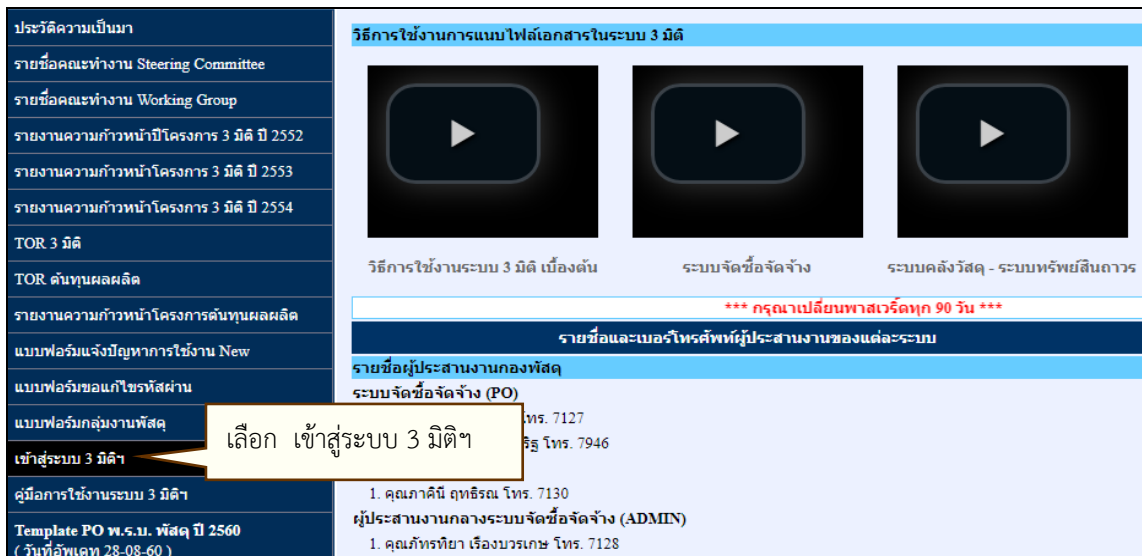 ประวัติความเป็นมา
รายชื่อคณะทำงาน Steering Committee
รายชื่อคณะทำงาน Working Group
รายงานความก้าวหน้าปีโครงการ 3 มิติ ปี 2552
รายงานความก้าวหน้าโครงการ 3 มิติ ปี 2553
รายงานความก้าวหน้าโครงการ 3 มิติ ปี 2554
TOR 3 มิติ
TOR ต้นทุนผลผลิต
รายงานความก้าวหน้าโครงการต้นทุนผลผลิต
แบบฟอร์มแจ้งปัญหาการใช้งาน New
แบบฟอร์มขอแก้ไขรหัสผ่าน
แบบฟอร์มกลุ่มงานพัสดุ
เข้าสู่ระบบ 3 มิติฯ
คู่มือการใช้งานระบบ 3 มิติฯ
Template PO พ.ร.บ. พัสดุ ปี 2560
( วันที่อัพเดท 28-08-60 )
เลือก เข้าสู่ระบบ 3 มิติฯ
วิธีการใช้งานการแนบไฟล์เอกสารในระบบ 3 มิติ
วิธีการใช้งานระบบ 3 มิติ เบื้องต้น
ระบบจัดซื้อจัดจ้าง
ระบบคลังวัสดุ - ระบบทรัพย์สินถาวร
*** กรุณาเปลี่ยนพาสเวิร์ดทุก 90 วัน ***
รายชื่อและเบอร์โทรศัพท์ผู้ประสานงานของแต่ละระบบ
รายชื่อผู้ประสานงานกองพัสดุ
ระบบจัดซื้อจัดจ้าง (PO)
โทร. 7127
โทร. 7946
1. คุณภาคินี ฤทธิรณ โทร. 7130
ผู้ประสานงานกลางระบบจัดซื้อจัดจ้าง (ADMIN)
1. คุณภัทรทิยา เรืองบวรเกษ โทร. 7128